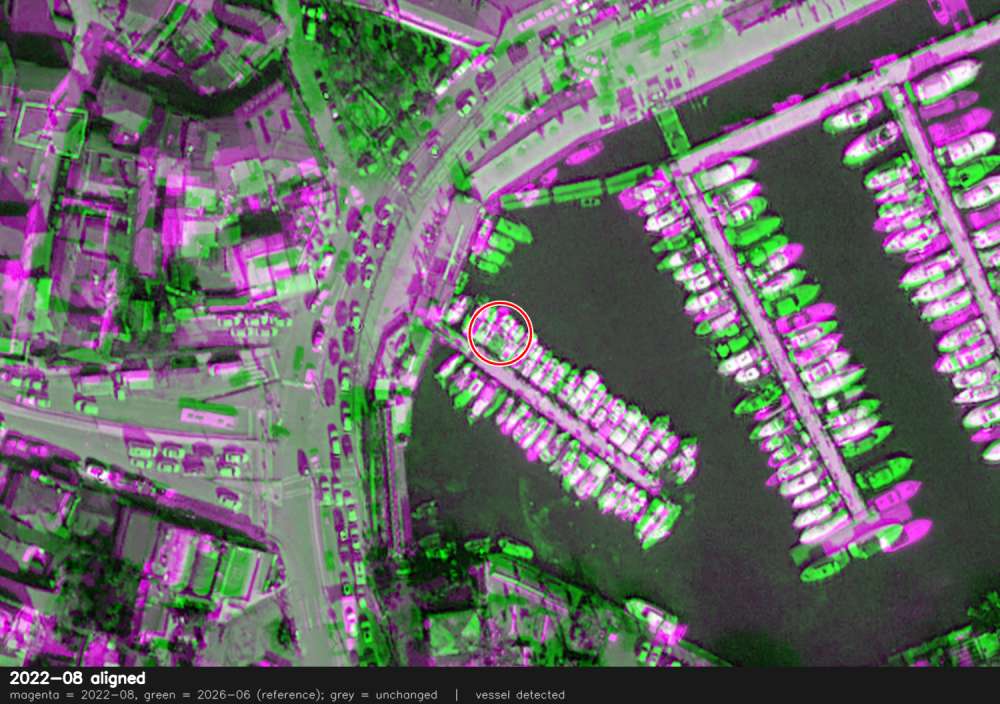 2022-08 aligned
magenta = 2022-08, green = 2026-06 (reference); grey = unchanged | vessel detected